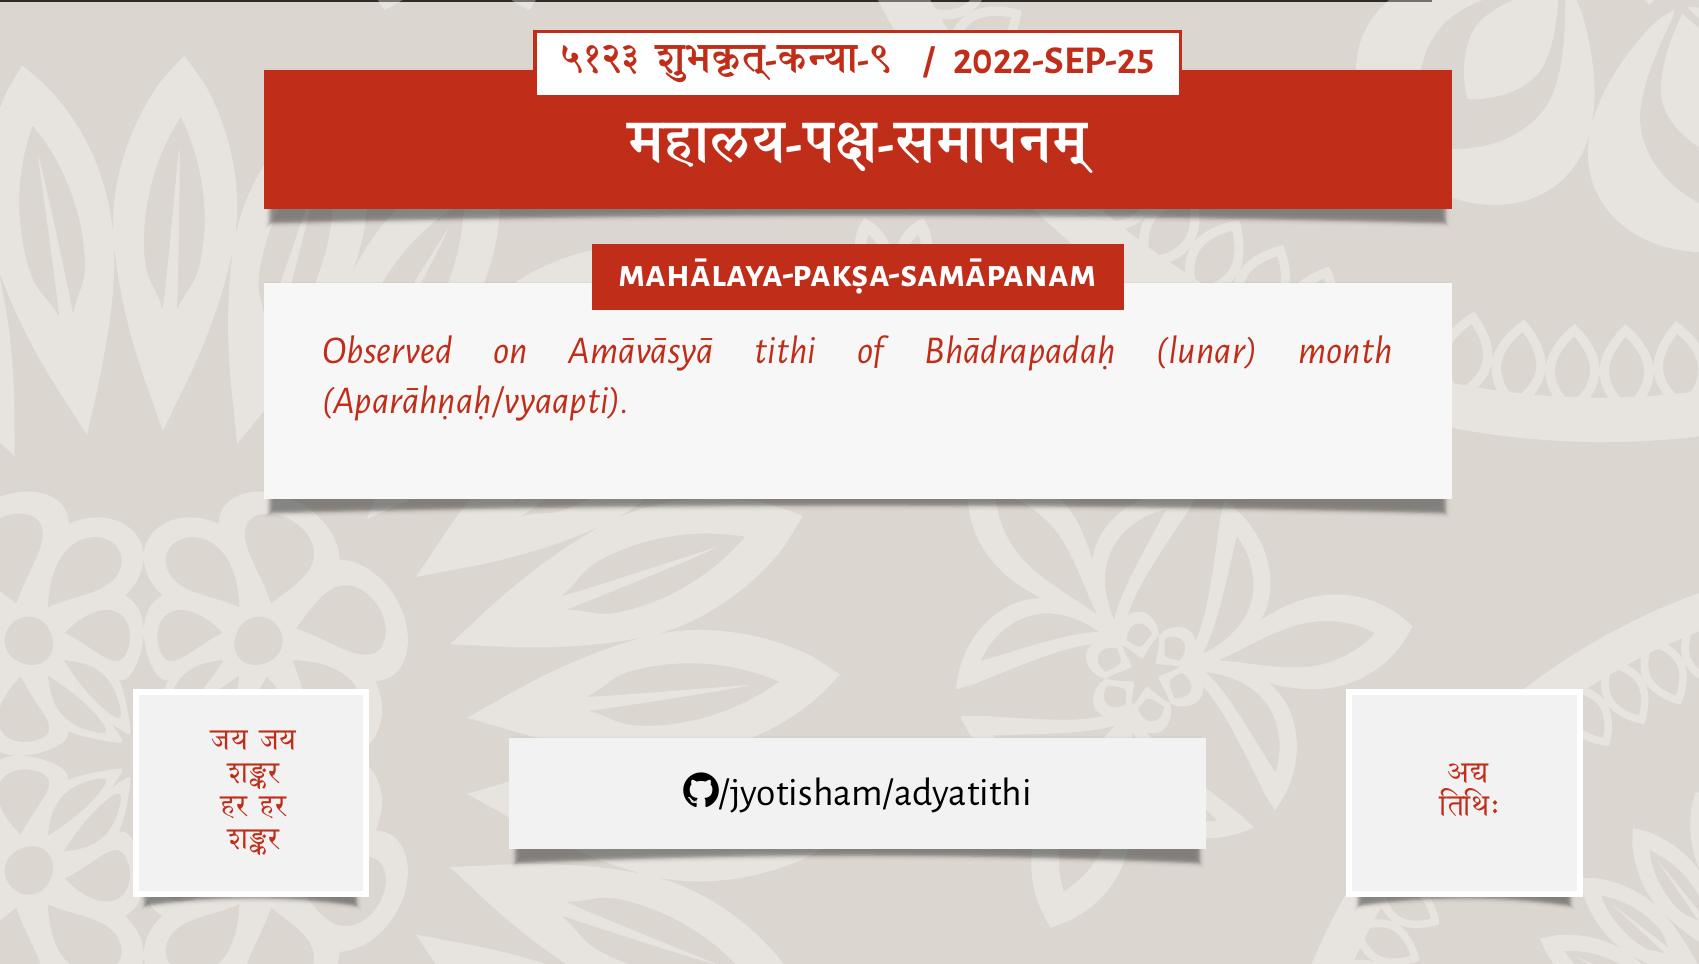 ५१२३ शुभकृत्-कन्या-९ / 2022-SEP-25
महालय-पक्ष-समापनम्
MAHĀLAYA-PAKṢA-SAMĀPANAM
Observed on Amāvāsyā tithi of Bhādrapadaḥ (lunar) month
(Aparāhṇaḥ/vyaapti).
जय जय
शङ्कर
हर हर
शङ्कर
/jyotisham/adyatithi
अद्य
तिथिः